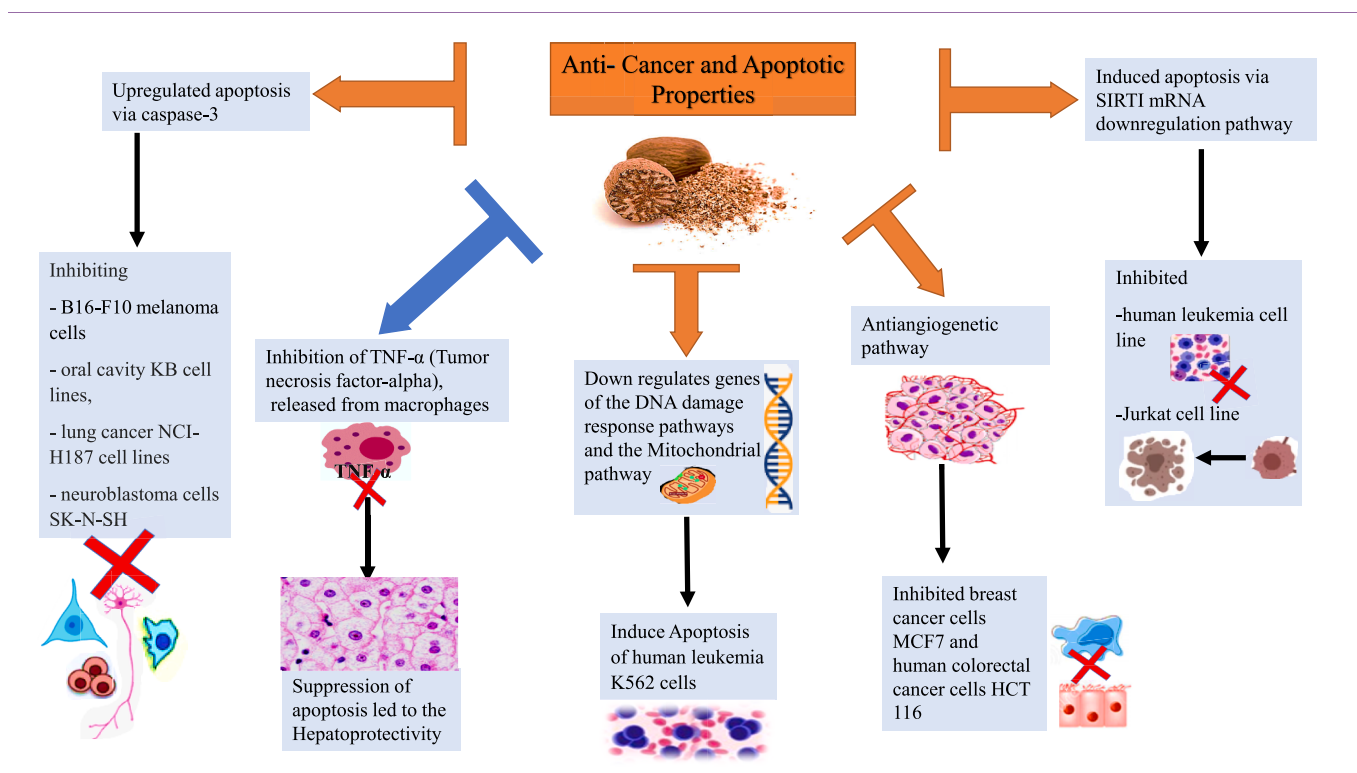 Anti- Cancer and Apoptotic
Properties
Upregulated apoptosis
via caspase-3
Inhibiting
- B16-F10 melanoma
cells
- oral cavity KB cell
lines,
- lung cancer NCI-
H187 cell lines
- neuroblastoma cells
SK-N-SH
Inhibition of TNF-α (Tumor
necrosis factor-alpha),
released from macrophages
TNF-α
Suppression of
apoptosis led to the
Hepatoprotectivity
Down regulates genes
of the DNA damage
response pathways
and the Mitochondrial
pathway
Induce Apoptosis
of human leukemia
K562 cells
Antiangiogenetic
pathway
Inhibited breast
cancer cells
MCF7 and
human colorectal
cancer cells HCT
116
Induced apoptosis via
SIRTI mRNA
downregulation pathway
Inhibited
-human leukemia cell
line
-Jurkat cell line